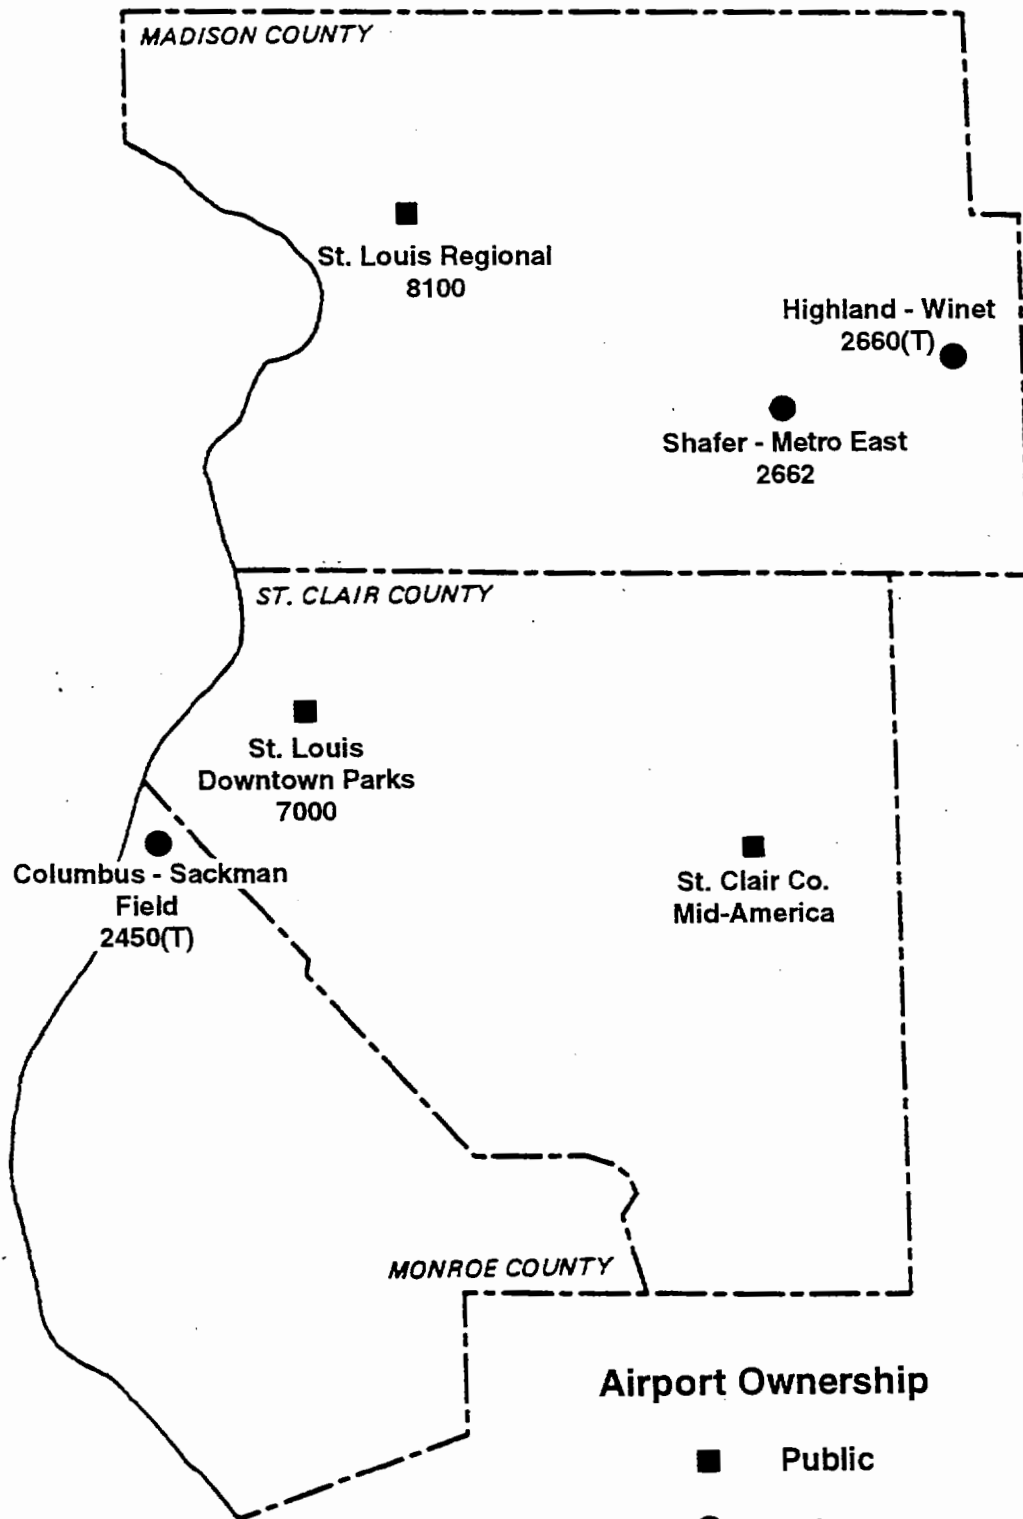 MADISON COUNTY
St. Louis Regional
8100
Highland - Winet
2660(T)
Shafer - Metro East
2662
ST. CLAIR COUNTY
St. Louis
Downtown Parks
7000
Columbus - Sackman
Field
2450(T)
St. Clair Co.
Mid-America
MONROE COUNTY
Airport Ownership
Public